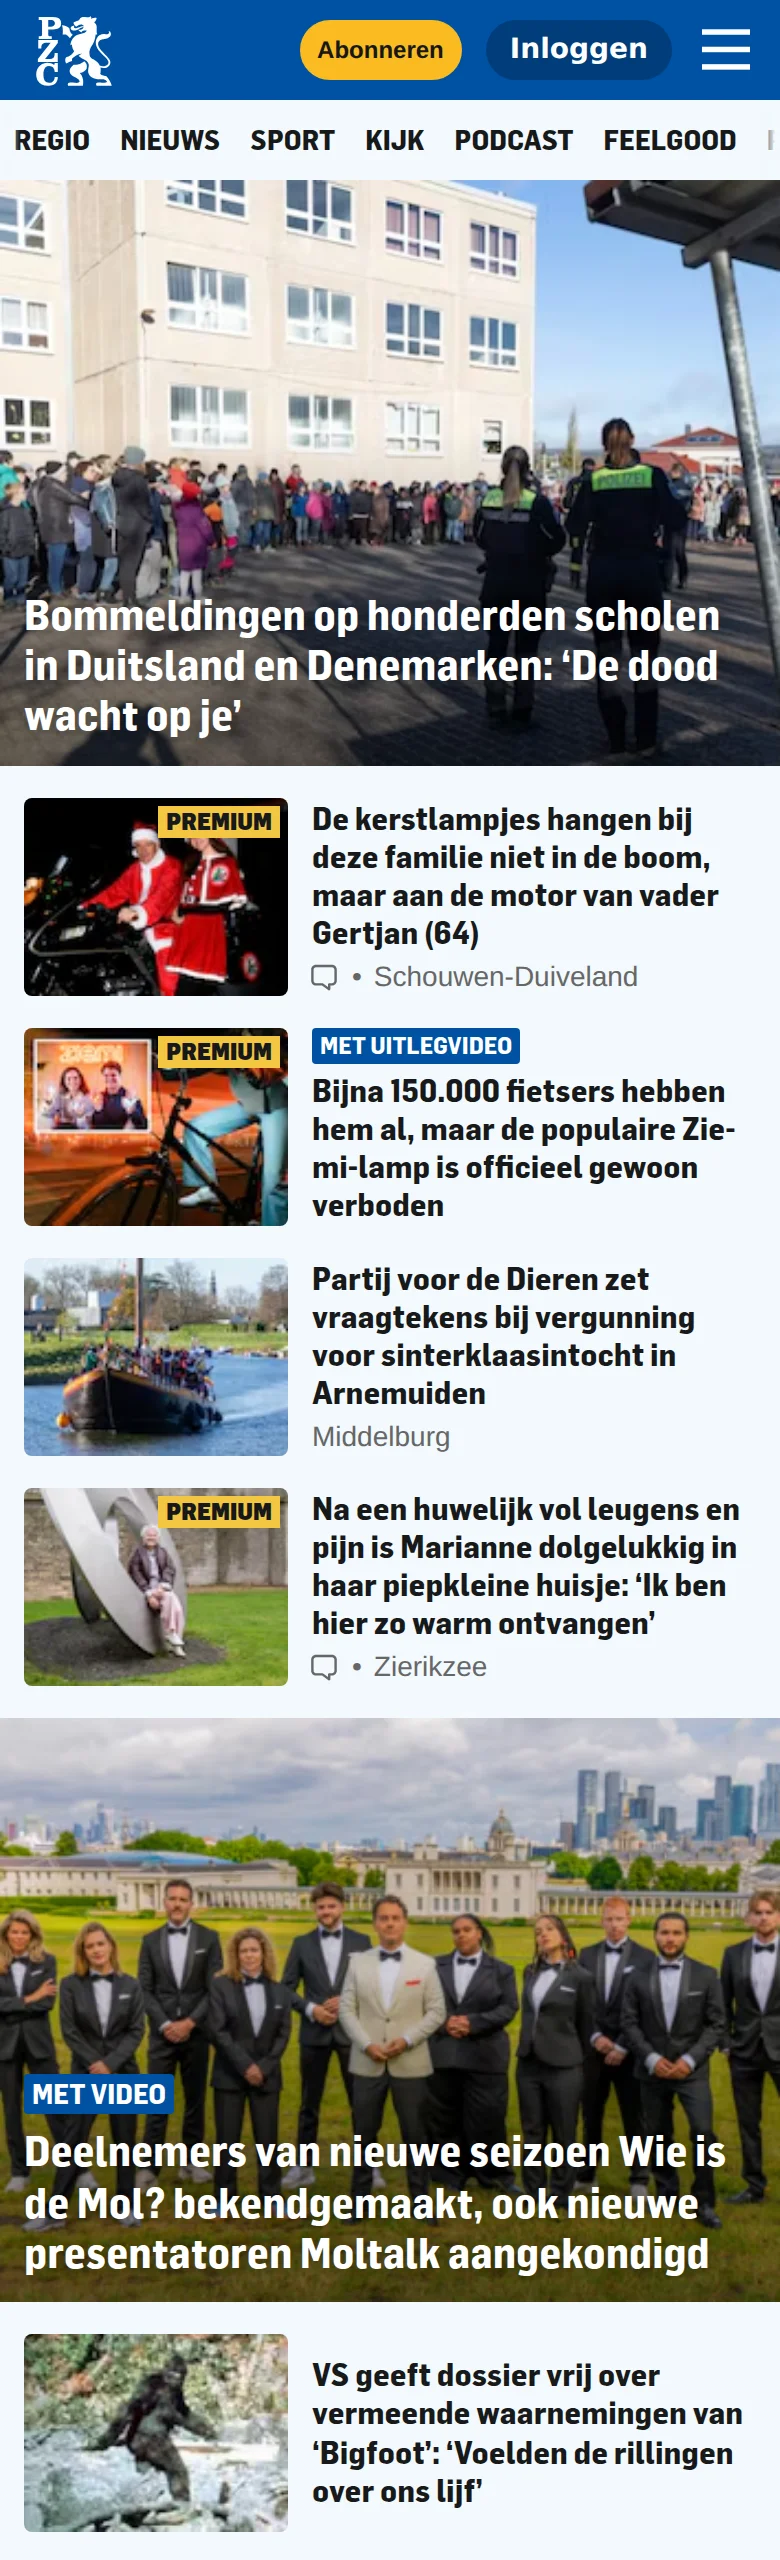 PZC
Abonneren
Inloggen
REGIO NIEUWS SPORT KIJK PODCAST FEELGOOD
POLIZEI
Bommeldingen op honderden scholen
in Duitsland en Denemarken: ‘De dood
wacht op je’
PREMIUM
De kerstlampjes hangen bij
deze familie niet in de boom,
maar aan de motor van vader
Gertjan (64)
• Schouwen-Duiveland
PREMIUM
MET UITLEGVIDEO
Bijna 150.000 fietsers hebben
hem al, maar de populaire Zie-
mi-lamp is officieel gewoon
verboden
Partij voor de Dieren zet
vraagtekens bij vergunning
voor sinterklaasintocht in
Arnemuiden
Middelburg
PREMIUM
Na een huwelijk vol leugens en
pijn is Marianne dolgelukkig in
haar piepkleine huisje: ‘Ik ben
hier zo warm ontvangen’
• Zierikzee
MET VIDEO
Deelnemers van nieuwe seizoen Wie is
de Mol? bekendgemaakt, ook nieuwe
presentatoren Moltalk aangekondigd
VS geeft dossier vrij over
vermeende waarnemingen van
‘Bigfoot’: ‘Voelden de rillingen
over ons lijf’